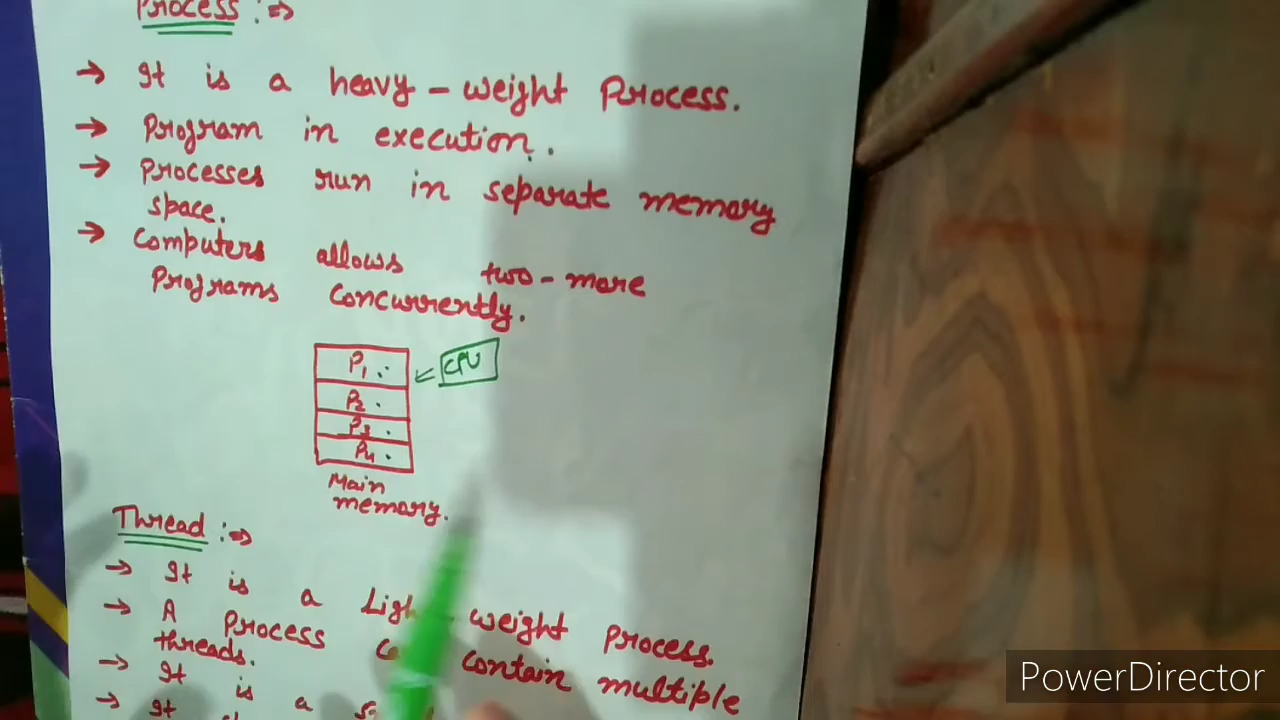 Process :⇒
→ It is a heavy - weight Process.
→ Program in execution.
→ Processes run in separate memory
space.
→ Computers allows two - more
Programs concurrently.
P1
CPU
P2
P3
P4
Main
memory.
Thread :⇒
→ It is a weight Process.
→ A Process contain multiple
threads.
→ It is a
→ It
PowerDirector